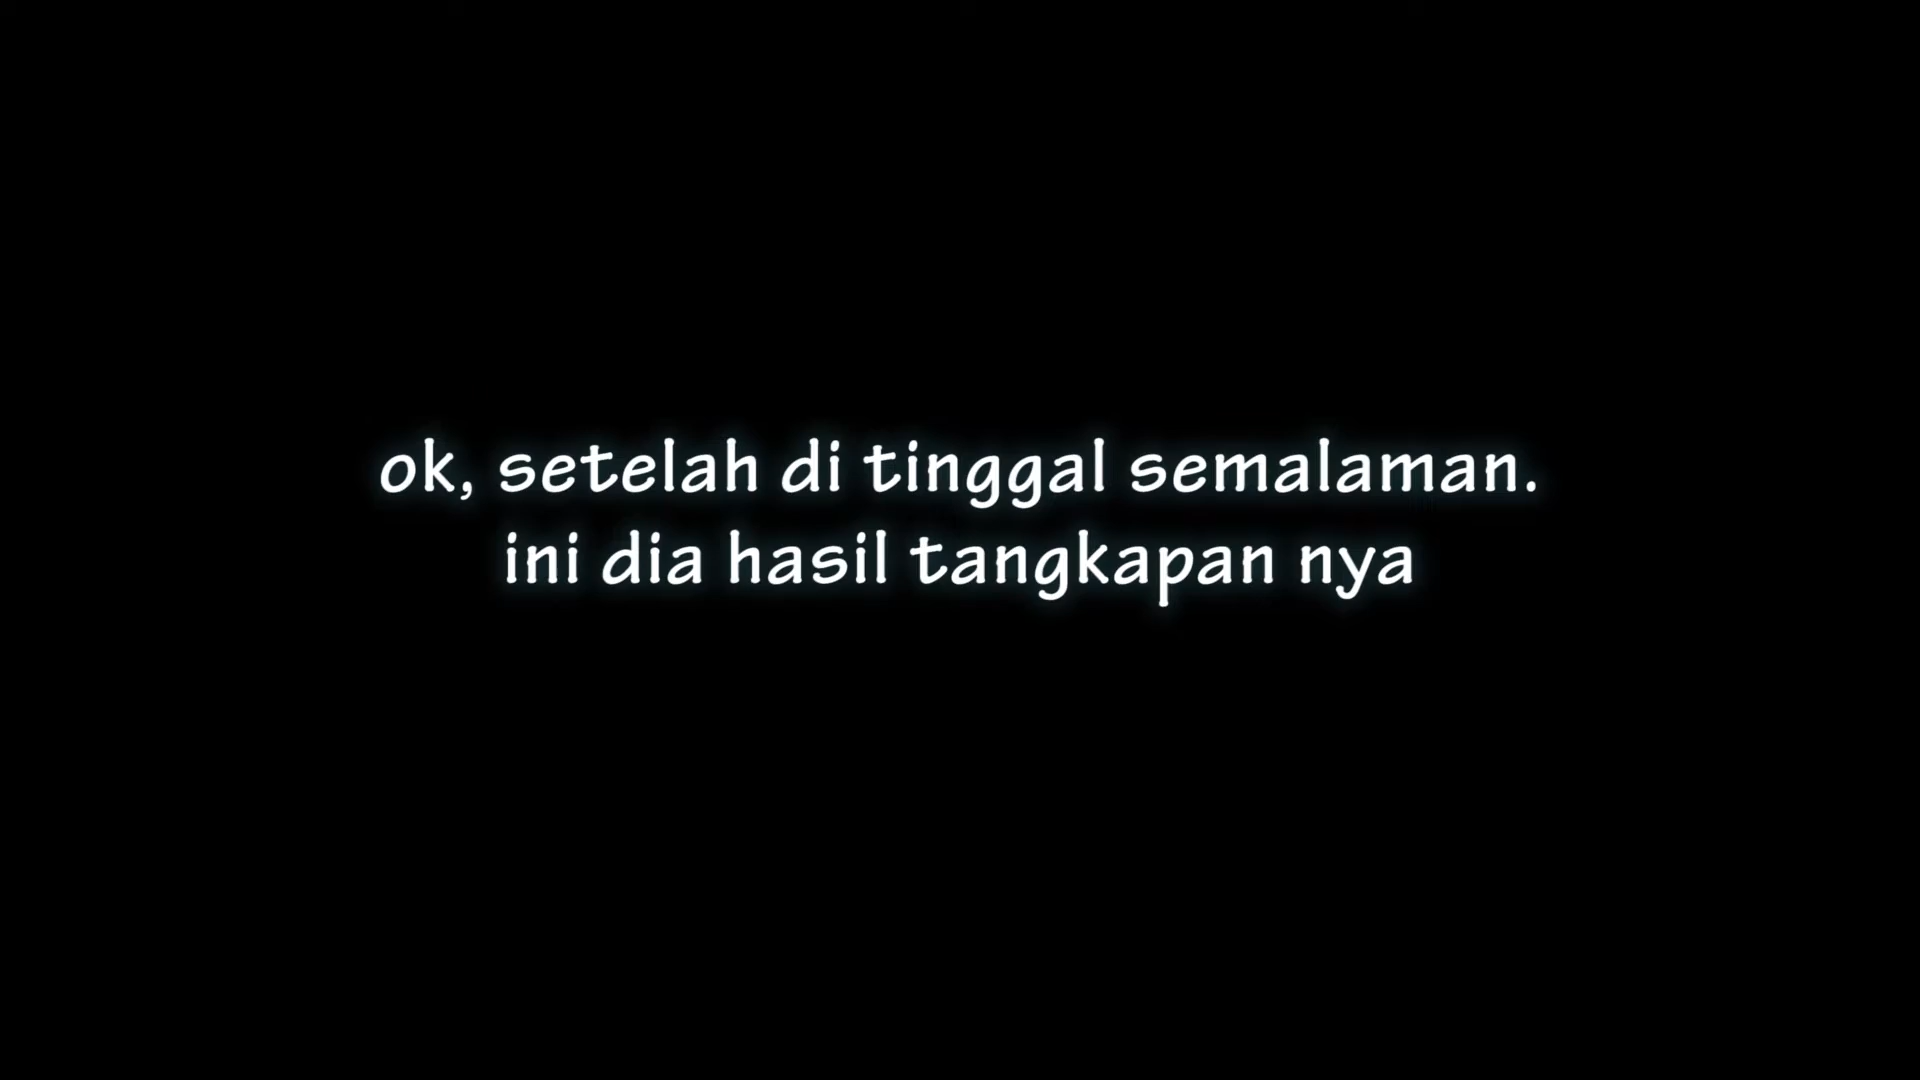 ok, setelah di tinggal semalaman.
ini dia hasil tangkapan nya